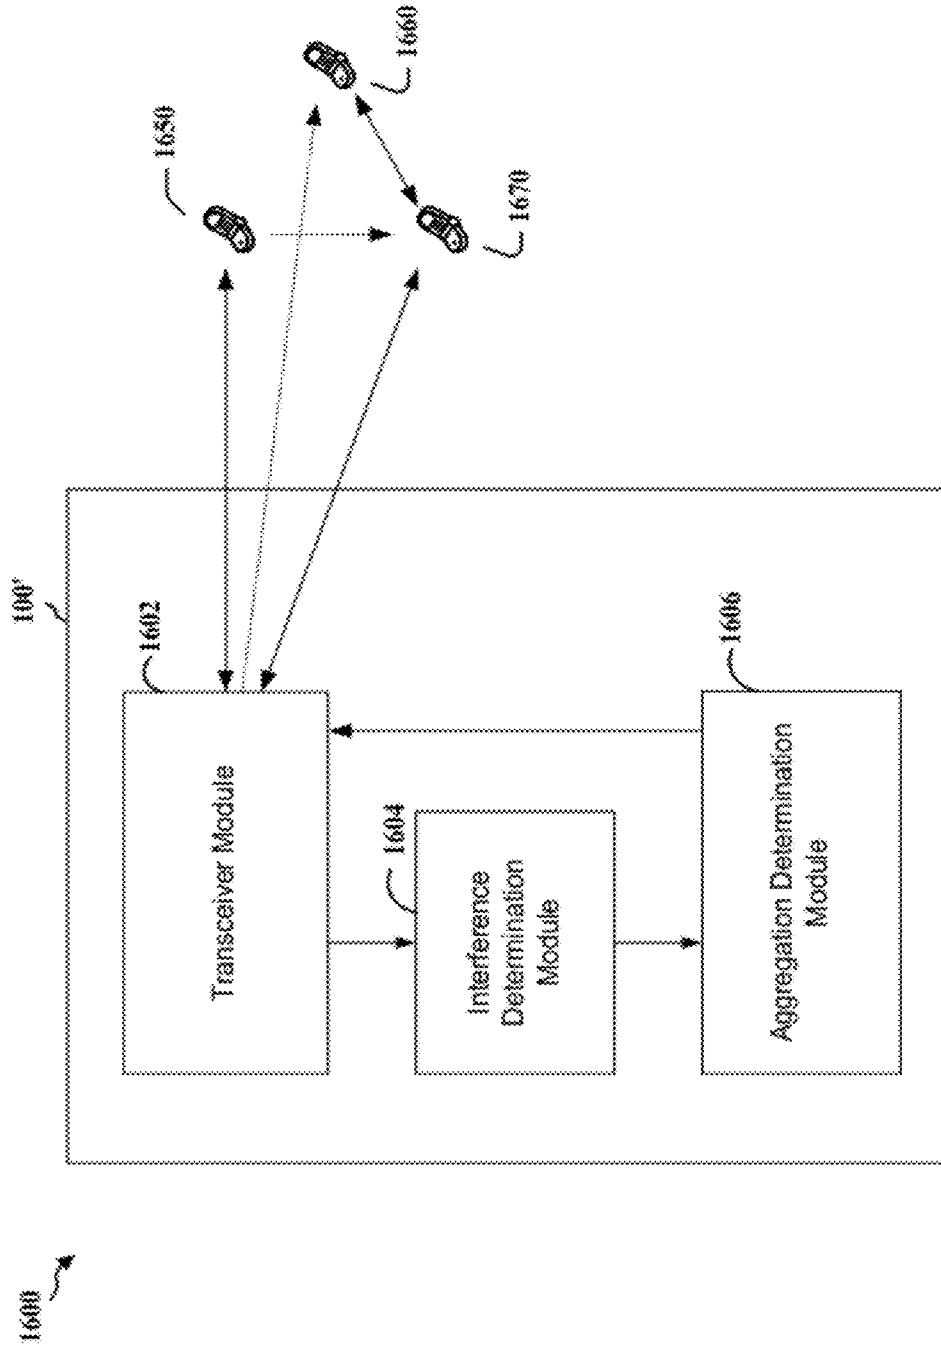 1600
100'
1602
Transceiver Module
1604
Interference
Determination
Module
1606
Aggregation Determination
Module
1650
1660
1670